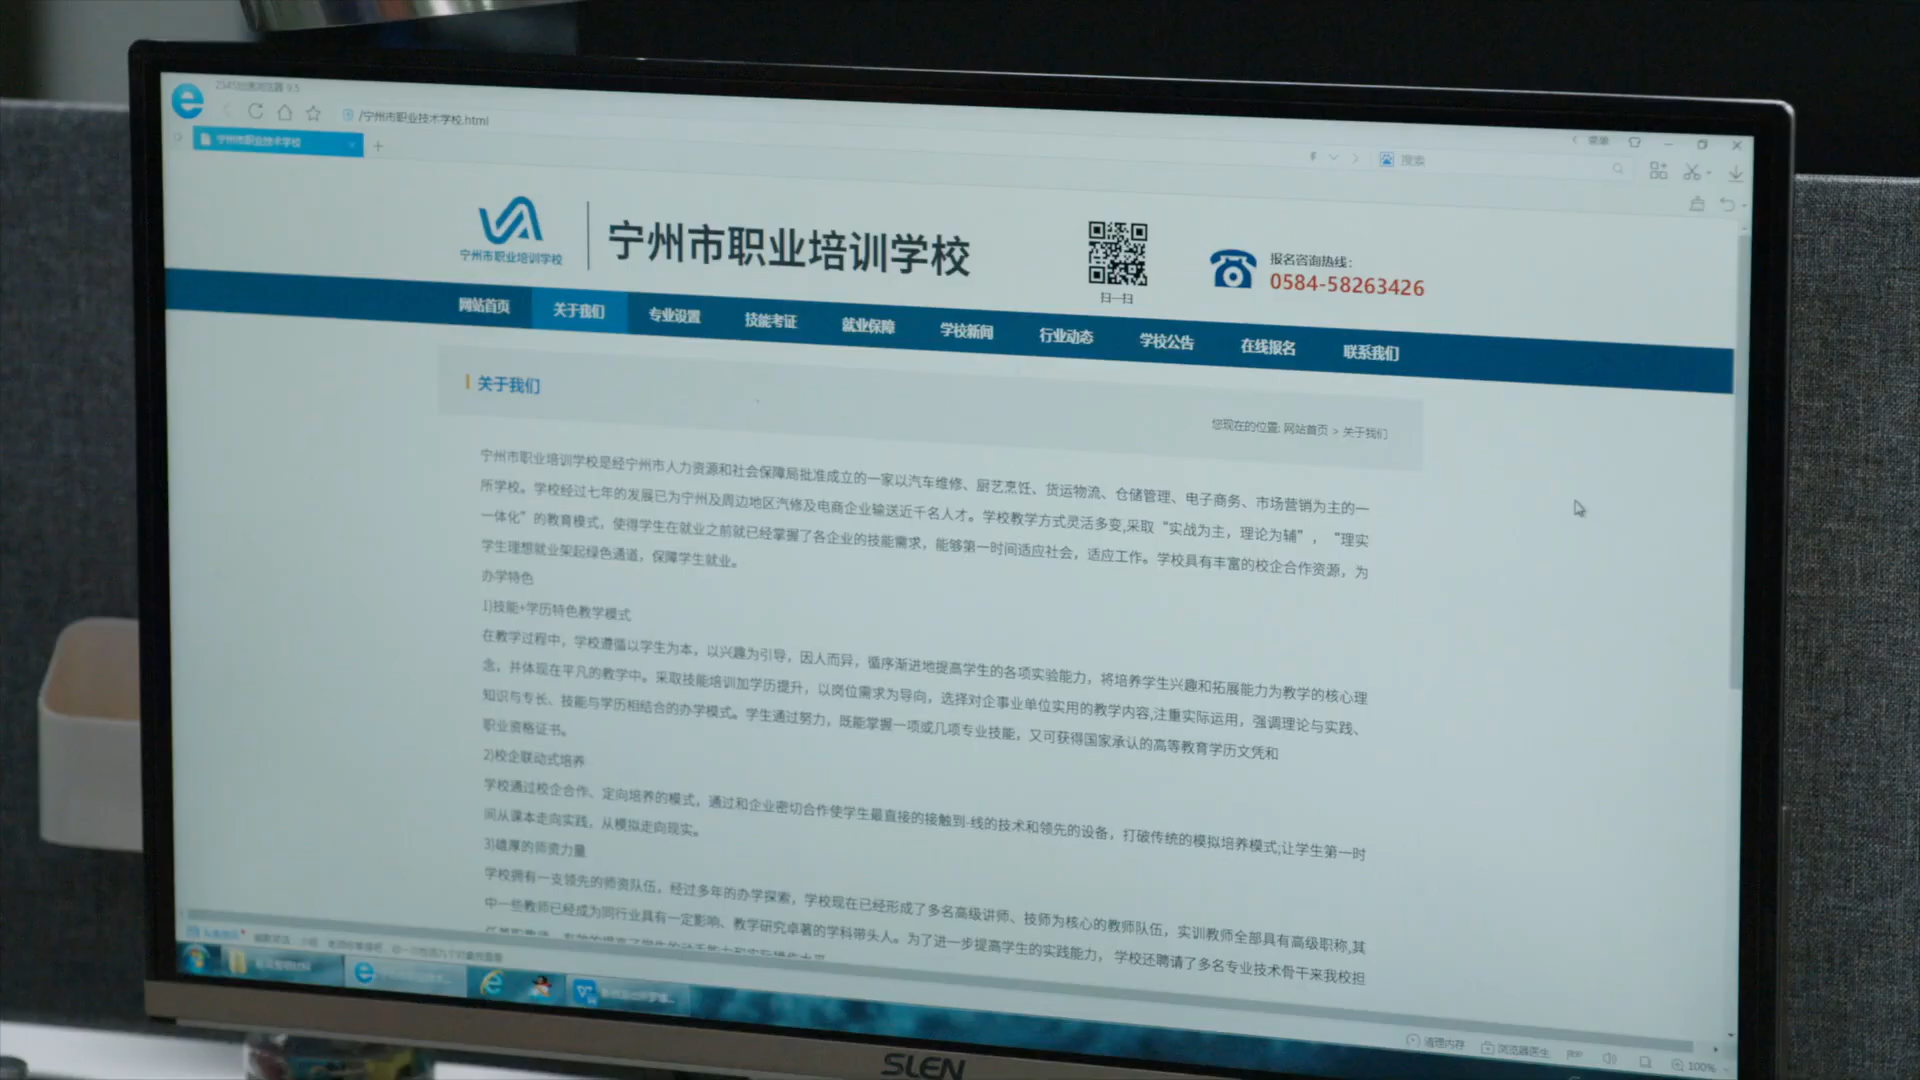 2345加速浏览器 9.5
/宁州市职业技术学校.html
菜单
宁州市职业技术学校
搜索
宁州市职业培训学校
宁州市职业培训学校
扫一扫
报名咨询热线：
0584-58263426
网站首页 关于我们 专业设置 技能考证 就业保障 学校新闻 行业动态 学校公告 在线报名 联系我们
关于我们
您现在的位置: 网站首页 > 关于我们
宁州市职业培训学校是经宁州市人力资源和社会保障局批准成立的一家以汽车维修、厨艺烹饪、货运物流、仓储管理、电子商务、市场营销为主的一
所学校。学校经过七年的发展已为宁州及周边地区汽修及电商企业输送近千名人才。学校教学方式灵活多变,采取“实战为主，理论为辅”，“理实
一体化”的教育模式，使得学生在就业之前就已经掌握了各企业的技能需求，能够第一时间适应社会，适应工作。学校具有丰富的校企合作资源，为
学生理想就业架起绿色通道，保障学生就业。
办学特色
1)技能+学历特色教学模式
在教学过程中，学校遵循以学生为本，以兴趣为引导，因人而异，循序渐进地提高学生的各项实验能力，将培养学生兴趣和拓展能力为教学的核心理
念，并体现在平凡的教学中。采取技能培训加学历提升，以岗位需求为导向，选择对企事业单位实用的教学内容,注重实际运用，强调理论与实践、
知识与专长、技能与学历相结合的办学模式。学生通过努力，既能掌握一项或几项专业技能，又可获得国家承认的高等教育学历文凭和
职业资格证书。
2)校企联动式培养
学校通过校企合作、定向培养的模式，通过和企业密切合作使学生最直接的接触到-线的技术和领先的设备，打破传统的模拟培养模式;让学生第一时
间从课本走向实践，从模拟走向现实。
3)雄厚的师资力量
学校拥有一支领先的师资队伍，经过多年的办学探索，学校现在已经形成了多名高级讲师、技师为核心的教师队伍，实训教师全部具有高级职称,其
中一些教师已经成为同行业具有一定影响、教学研究卓著的学科带头人。为了进一步提高学生的实践能力，学校还聘请了多名专业技术骨干来我校担
清理内存 浏览器医生 100%
SLEN